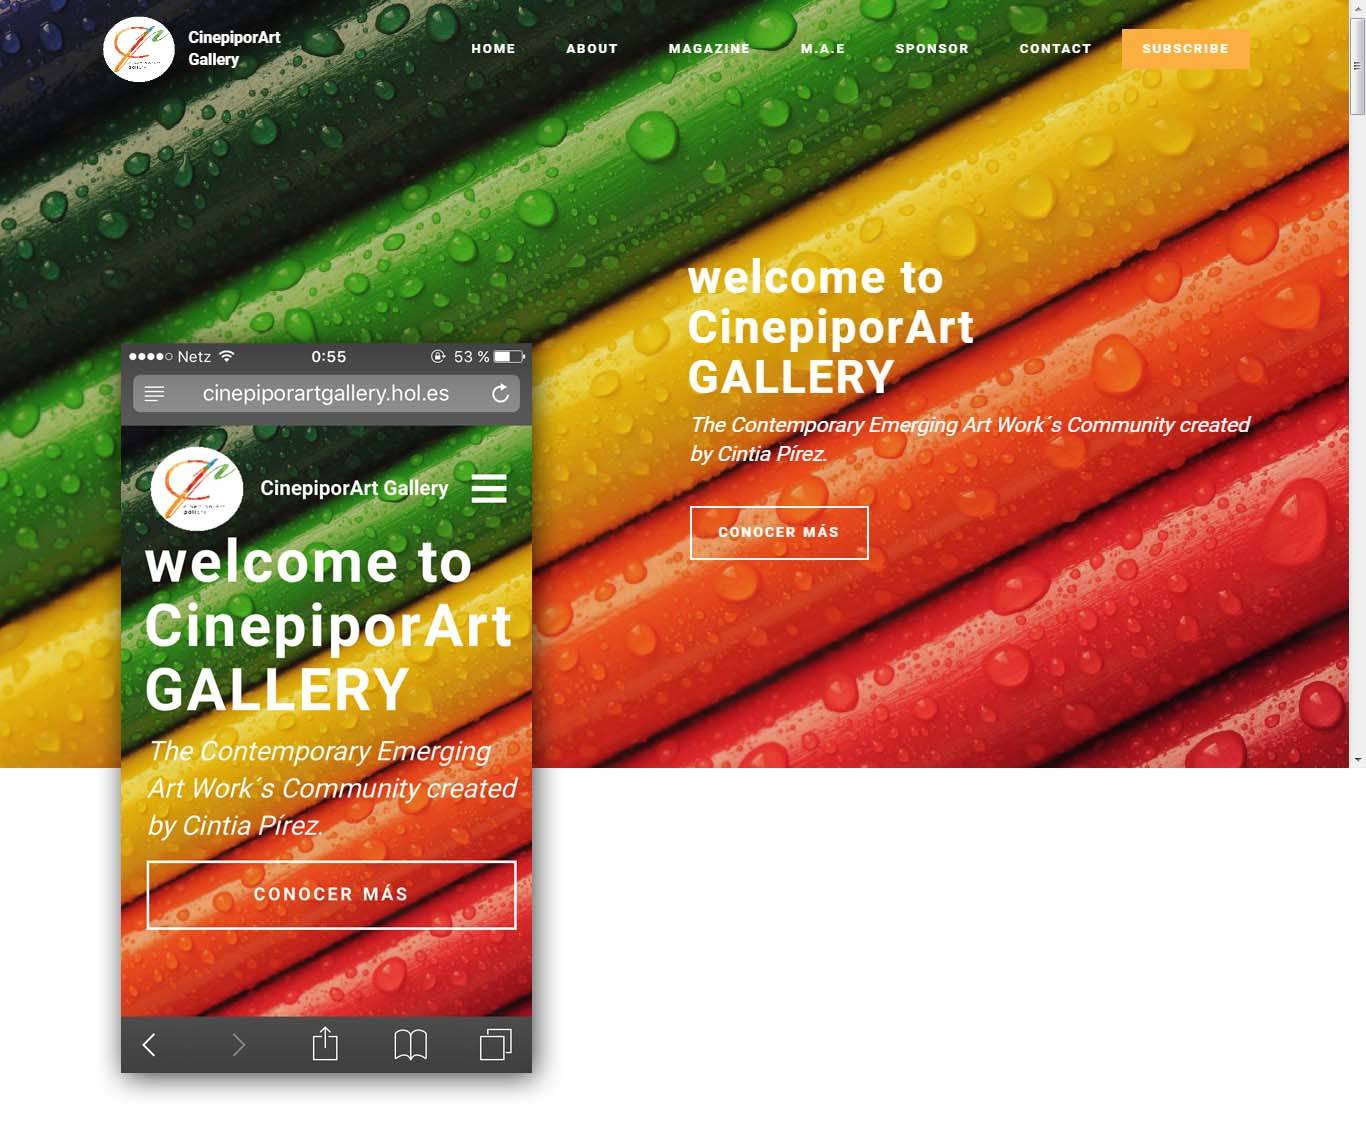 CinepiporArt
Gallery
HOME ABOUT MAGAZINE M.A.E SPONSOR CONTACT SUBSCRIBE
welcome to
CinepiporArt
GALLERY
The Contemporary Emerging Art Work´s Community created
by Cintia Pírez.
CONOCER MÁS
Netz 0:55 53 %
cinepiporartgallery.hol.es
CinepiporArt Gallery
welcome to
CinepiporArt
GALLERY
The Contemporary Emerging
Art Work´s Community created
by Cintia Pírez.
CONOCER MÁS